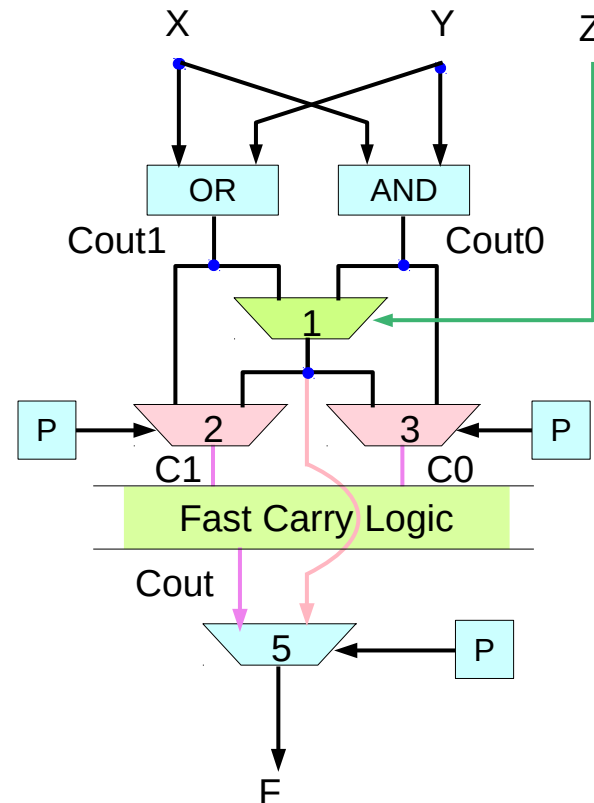 X Y Z
OR AND
Cout1 Cout0
1
P 2 3 P
C1 C0
Fast Carry Logic
Cout
5 P
F